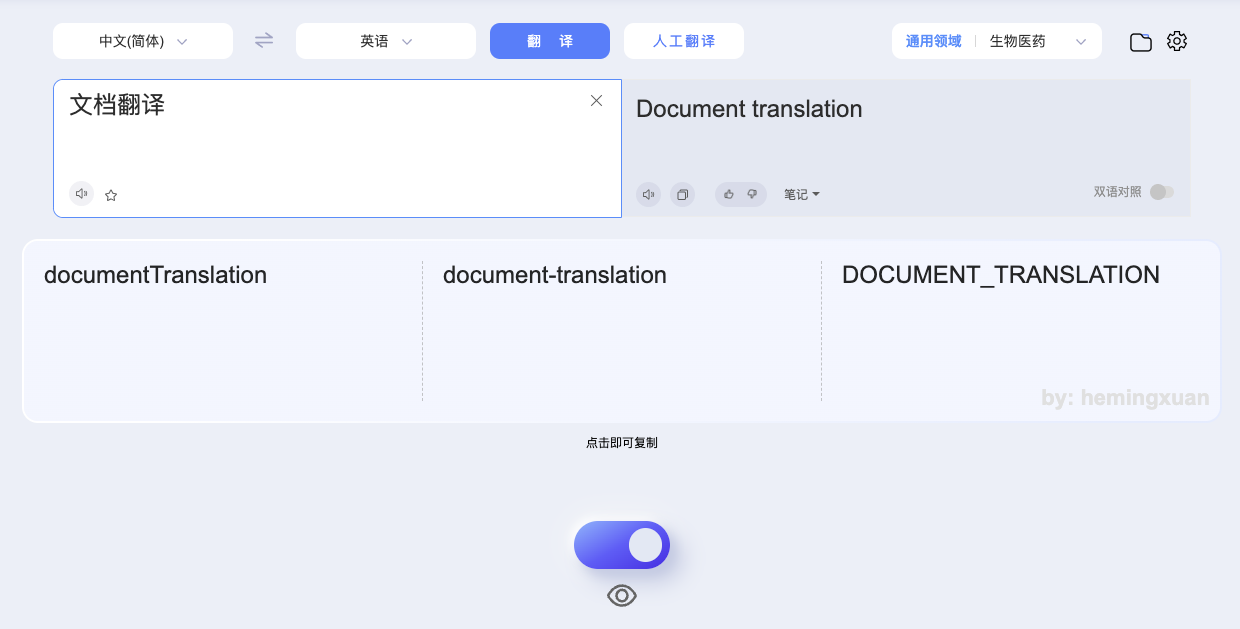 中文(简体) 英语 翻 译 人工翻译 通用领域 生物医药
文档翻译
Document translation
笔记
双语对照
documentTranslation
document-translation
DOCUMENT_TRANSLATION
by: hemingxuan
点击即可复制